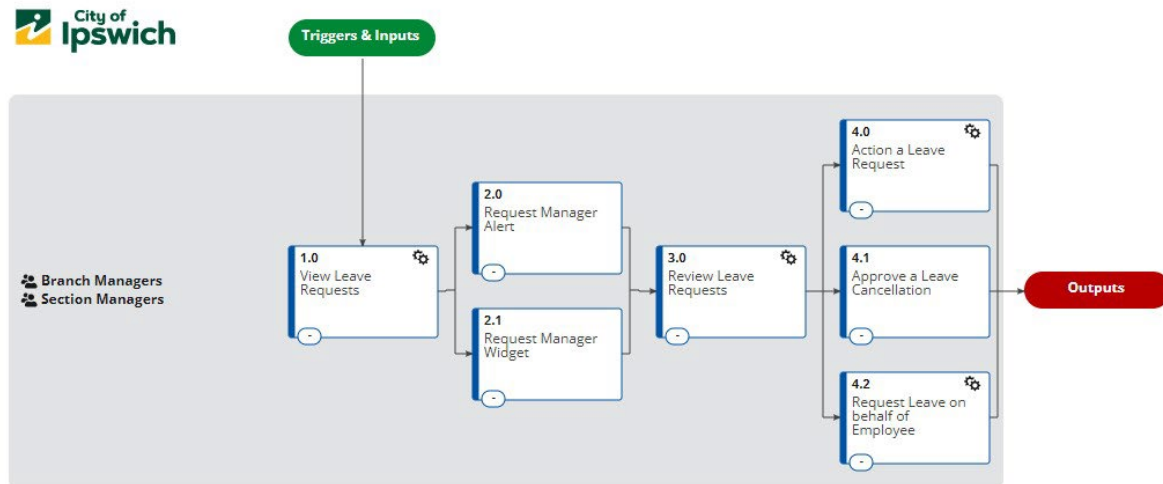 City of
Ipswich
Triggers & Inputs
4.0
Action a Leave
Request
-
2.0
Request Manager
Alert
-
1.0
View Leave
Requests
-
3.0
Review Leave
Requests
-
4.1
Approve a Leave
Cancellation
-
Branch Managers
Section Managers
Outputs
2.1
Request Manager
Widget
-
4.2
Request Leave on
behalf of
Employee
-